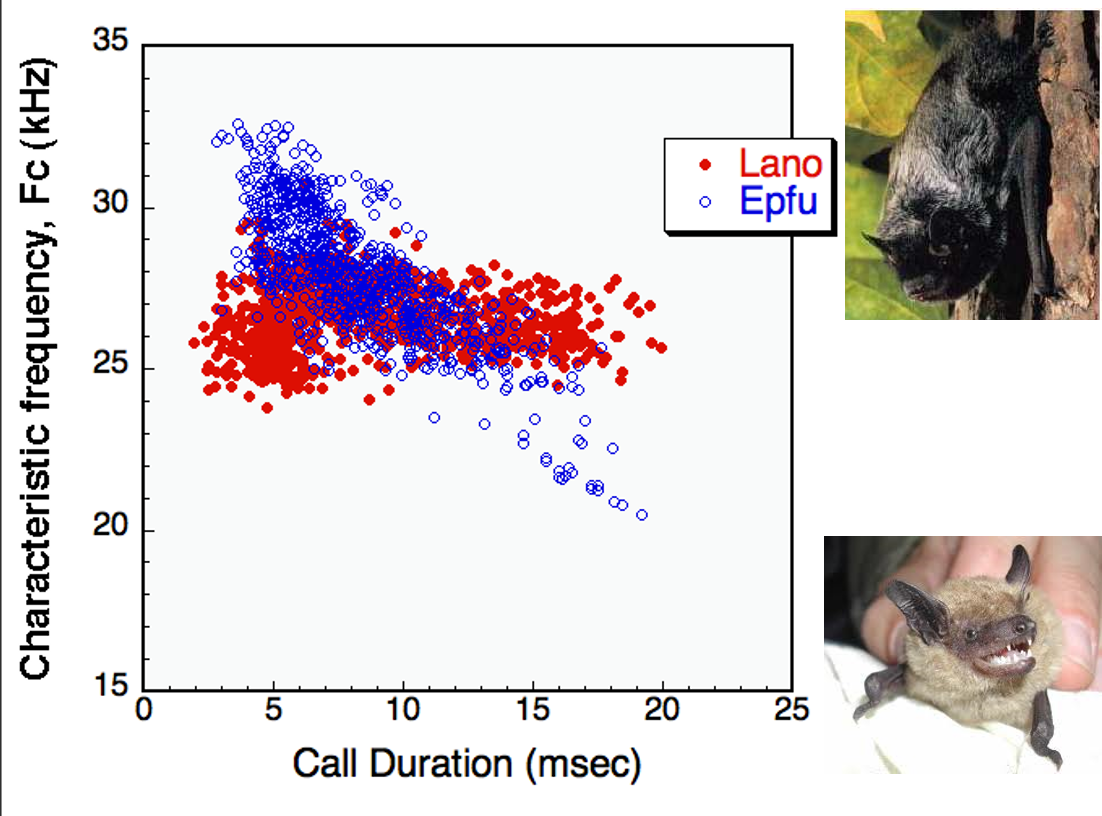 Characteristic frequency, Fc (kHz)
35
30
25
20
15
0 5 10 15 20 25
Call Duration (msec)
Lano
Epfu